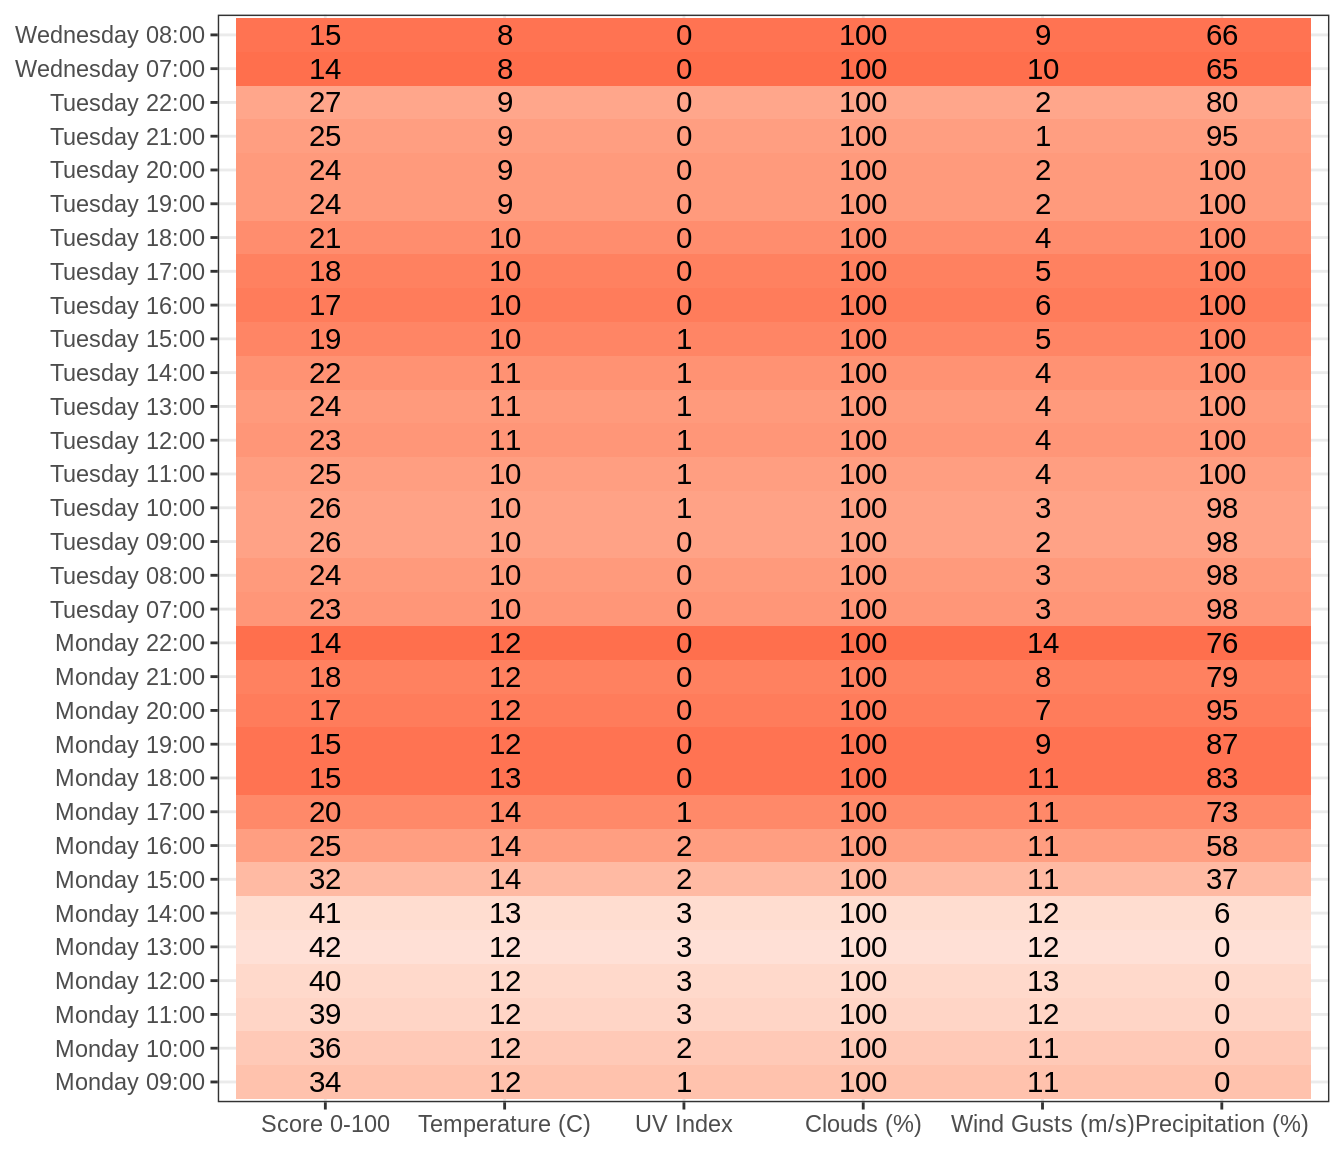 Wednesday 08:00 15 8 0 100 9 66
Wednesday 07:00 14 8 0 100 10 65
Tuesday 22:00 27 9 0 100 2 80
Tuesday 21:00 25 9 0 100 1 95
Tuesday 20:00 24 9 0 100 2 100
Tuesday 19:00 24 9 0 100 2 100
Tuesday 18:00 21 10 0 100 4 100
Tuesday 17:00 18 10 0 100 5 100
Tuesday 16:00 17 10 0 100 6 100
Tuesday 15:00 19 10 1 100 5 100
Tuesday 14:00 22 11 1 100 4 100
Tuesday 13:00 24 11 1 100 4 100
Tuesday 12:00 23 11 1 100 4 100
Tuesday 11:00 25 10 1 100 4 100
Tuesday 10:00 26 10 1 100 3 98
Tuesday 09:00 26 10 0 100 2 98
Tuesday 08:00 24 10 0 100 3 98
Tuesday 07:00 23 10 0 100 3 98
Monday 22:00 14 12 0 100 14 76
Monday 21:00 18 12 0 100 8 79
Monday 20:00 17 12 0 100 7 95
Monday 19:00 15 12 0 100 9 87
Monday 18:00 15 13 0 100 11 83
Monday 17:00 20 14 1 100 11 73
Monday 16:00 25 14 2 100 11 58
Monday 15:00 32 14 2 100 11 37
Monday 14:00 41 13 3 100 12 6
Monday 13:00 42 12 3 100 12 0
Monday 12:00 40 12 3 100 13 0
Monday 11:00 39 12 3 100 12 0
Monday 10:00 36 12 2 100 11 0
Monday 09:00 34 12 1 100 11 0
Score 0-100 Temperature (C) UV Index Clouds (%) Wind Gusts (m/s) Precipitation (%)